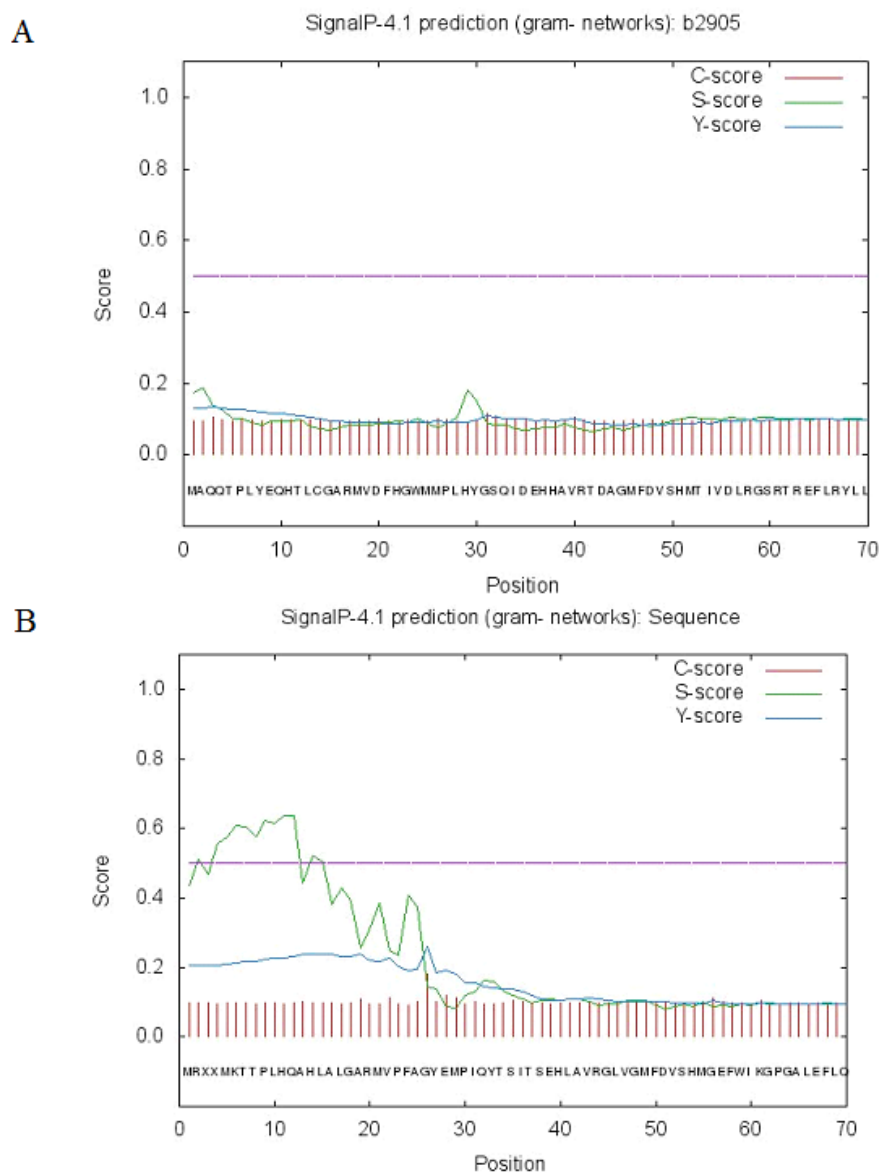 A
SignalP-4.1 prediction (gram- networks): b2905
C-score
S-score
Y-score
1.0
0.8
0.6
0.4
0.2
0.0
Score
MAQQTPLYEQHTLCGARMVDFHGWMMPLHYGSQIDEHHAVRTDAGMFDVSHMTIVDLRGSRTREFLRYLL
0 10 20 30 40 50 60 70
Position
B
SignalP-4.1 prediction (gram- networks): Sequence
C-score
S-score
Y-score
1.0
0.8
0.6
0.4
0.2
0.0
Score
MRXXMKTTPLHQAHLALGARMVPFAGYEMPIQYTSITSEHLAVRGLVGMFDVSHMGEFWIKGPGALEFLQ
0 10 20 30 40 50 60 70
Position